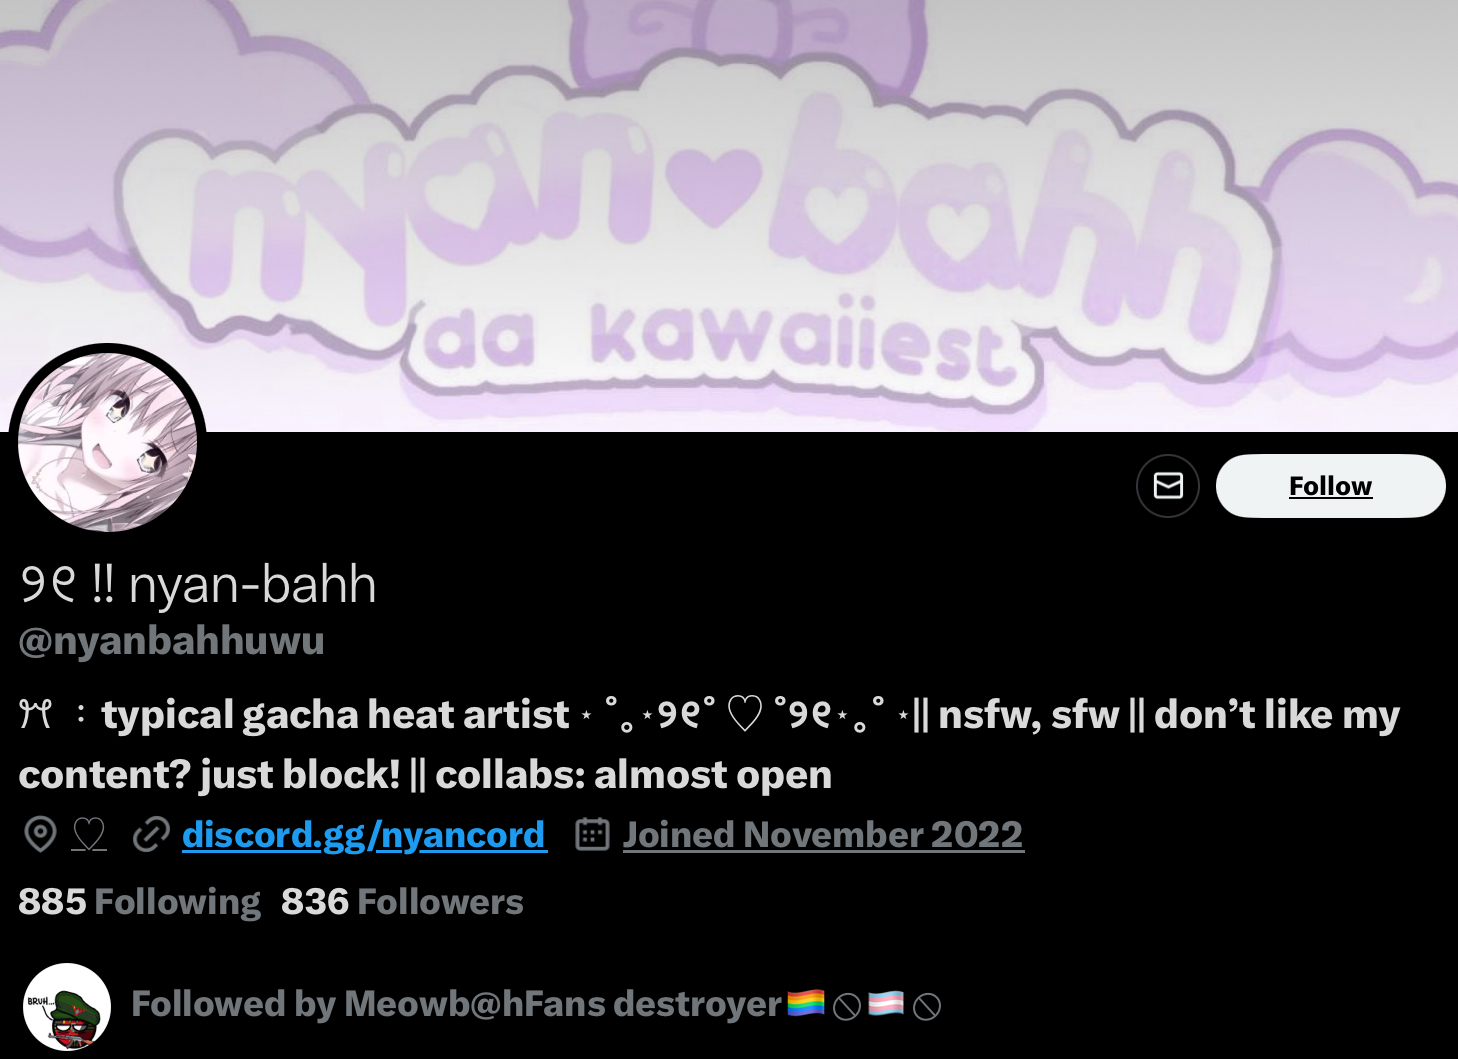 nyan♥bahh
da kawaiiest
Follow
୨୧ !! nyan-bahh
@nyanbahhuwu
୨୧ : typical gacha heat artist ⋆ ˚｡⋆୨୧˚ ♡ ˚୨୧⋆｡˚ ⋆|| nsfw, sfw || don’t like my
content? just block! || collabs: almost open
♡ discord.gg/nyancord Joined November 2022
885 Following 836 Followers
BRUH...
Followed by Meowb@hFans destroyer🏳️‍🌈🚫🏳️‍⚧️🚫